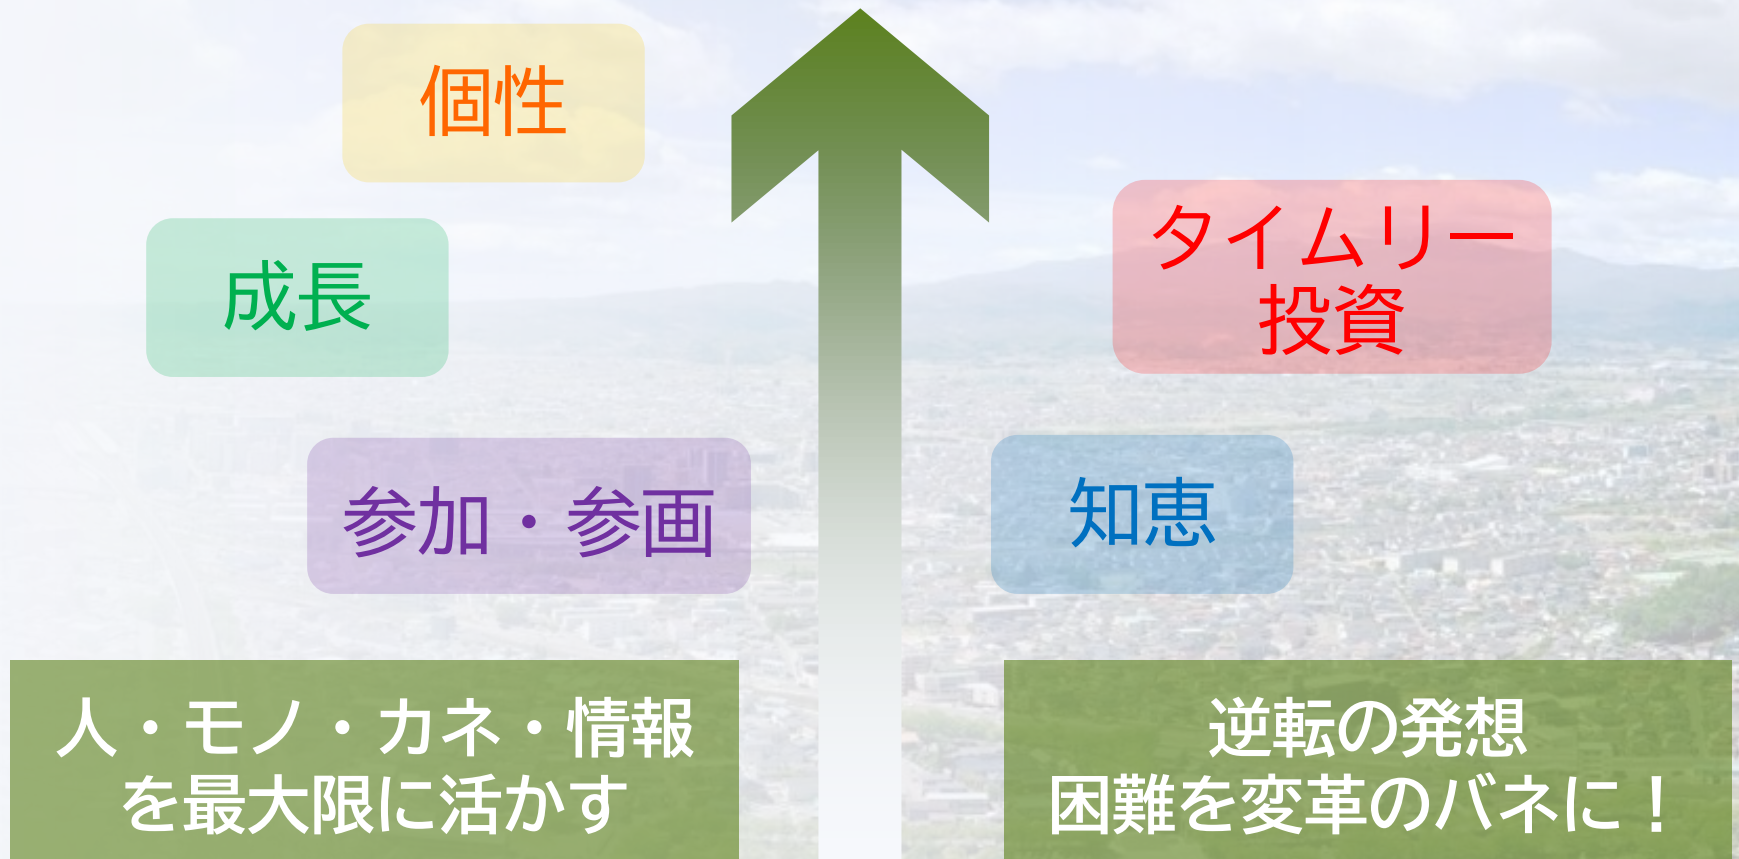 個性
成長
参加・参画
タイムリー
投資
知恵
人・モノ・カネ・情報
を最大限に活かす
逆転の発想
困難を変革のバネに！